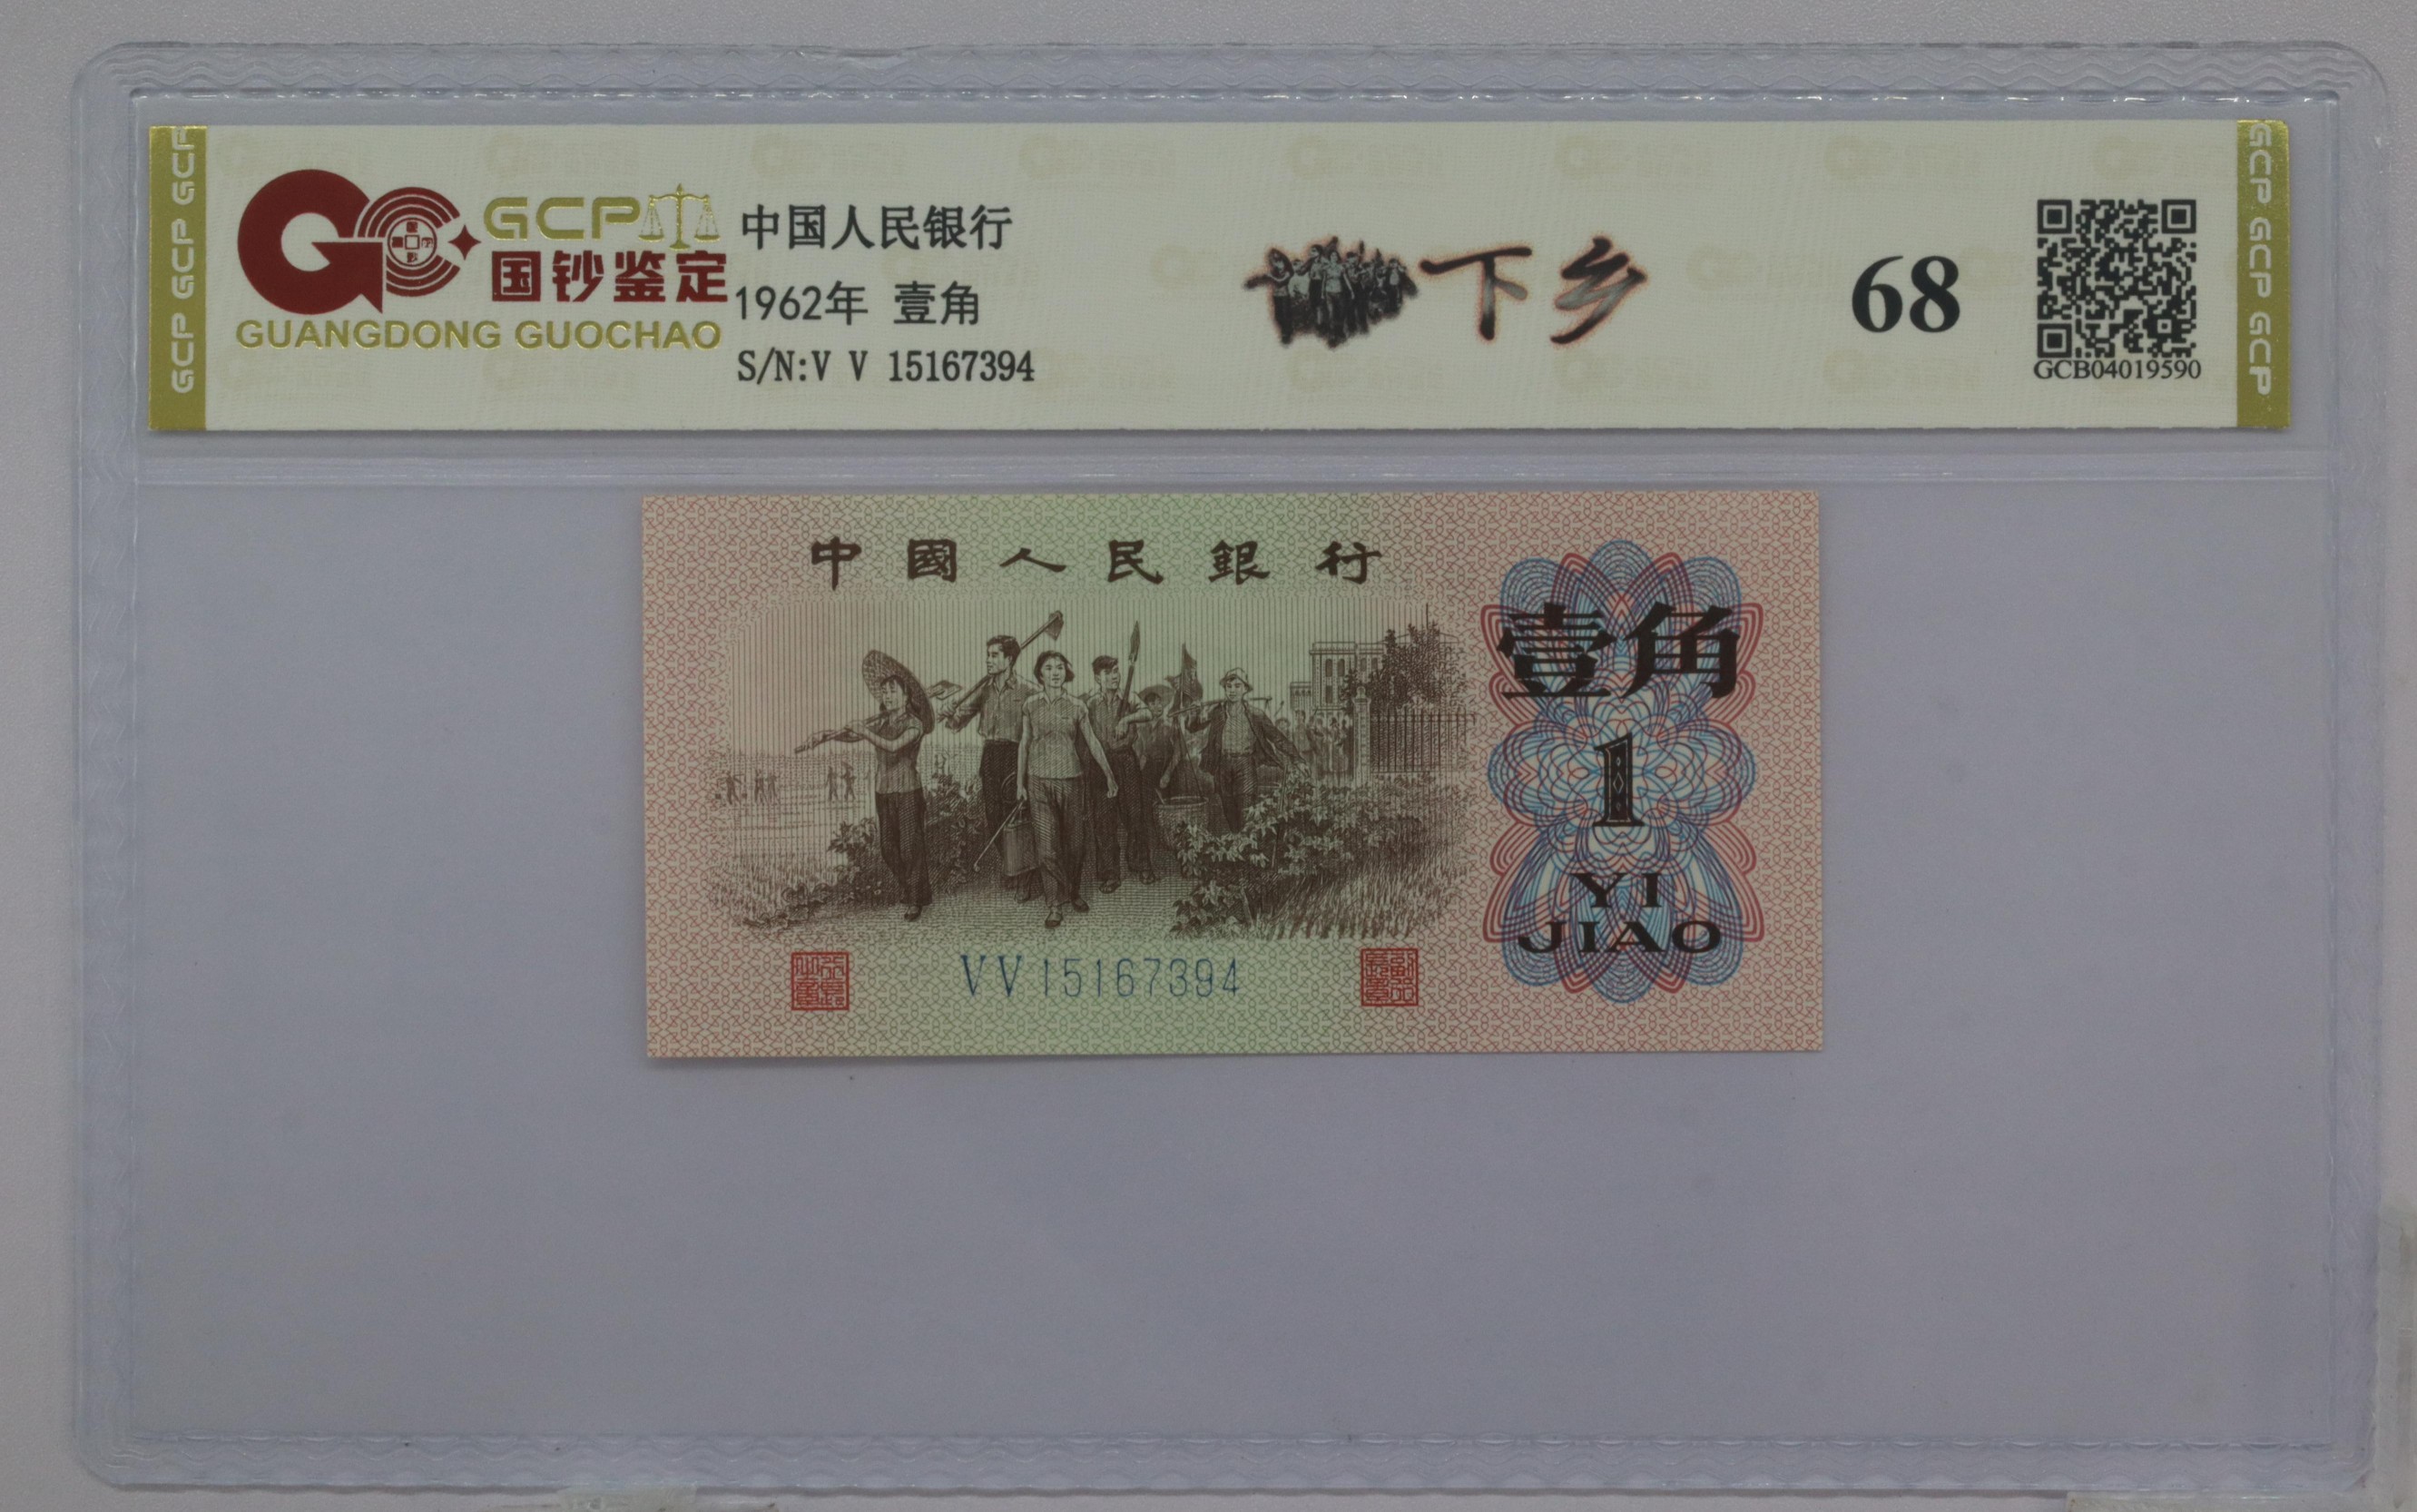 GCP GCP GCP
GCP
国钞鉴定
GUANGDONG GUOCHAO
中国人民银行
1962年 壹角
S/N:V V 15167394
下乡
68
GCB04019590
GCP GCP GCP
中國人民銀行
壹角
1
YI
JIAO
VV15167394